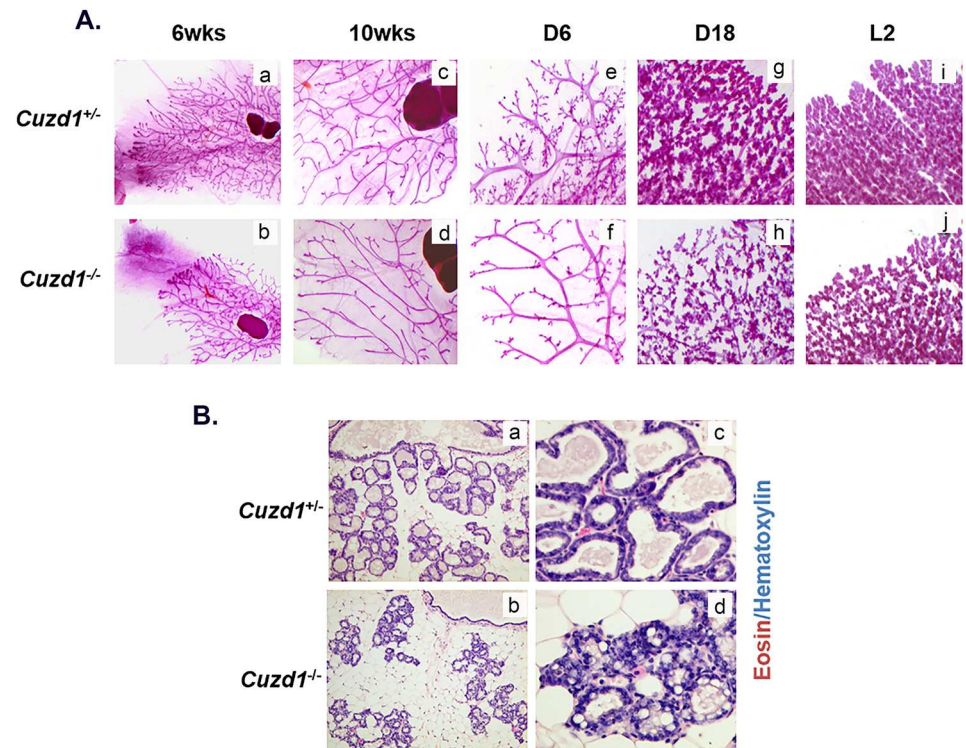 A.
6wks 10wks D6 D18 L2
a c e g i
Cuzd1+/-
b d f h j
Cuzd1-/-
B.
a c
Cuzd1+/-
b d
Cuzd1-/-
Eosin/Hematoxylin